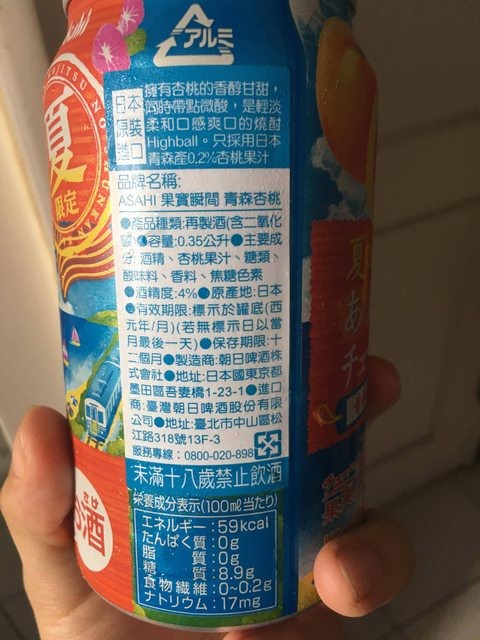 Asahi
アルミ
夏
限定
日本
原裝
進口
擁有杏桃的香醇甘甜,
同時帶點微酸，是輕淡
柔和口感爽口的燒酎
Highball。只採用日本
青森產0.2%杏桃果汁
品牌名稱:
ASAHI 果實瞬間 青森杏桃
●產品種類:再製酒(含二氧化
●容量:0.35公升●主要成
分:酒精、杏桃果汁、糖類、
酸味料、香料、焦糖色素
●酒精度:4%●原產地:日本
●有效期限:標示於罐底(西
元年/月)(若無標示日以當
月最後一天)●保存期限:十
二個月●製造商:朝日啤酒株
式會社●地址:日本國東京都
墨田區吾妻橋1-23-1●進口
商:臺灣朝日啤酒股份有限
公司●地址:臺北市中山區松
江路318號13F-3
服務專線：0800-020-898
未滿十八歲禁止飲酒
栄養成分表示(100ml当たり)
エネルギー：59kcal
たんぱく質：0g
脂質：0g
糖質：8.9g
食物繊維：0~0.2g
ナトリウム：17mg
お酒
夏
あ
チ